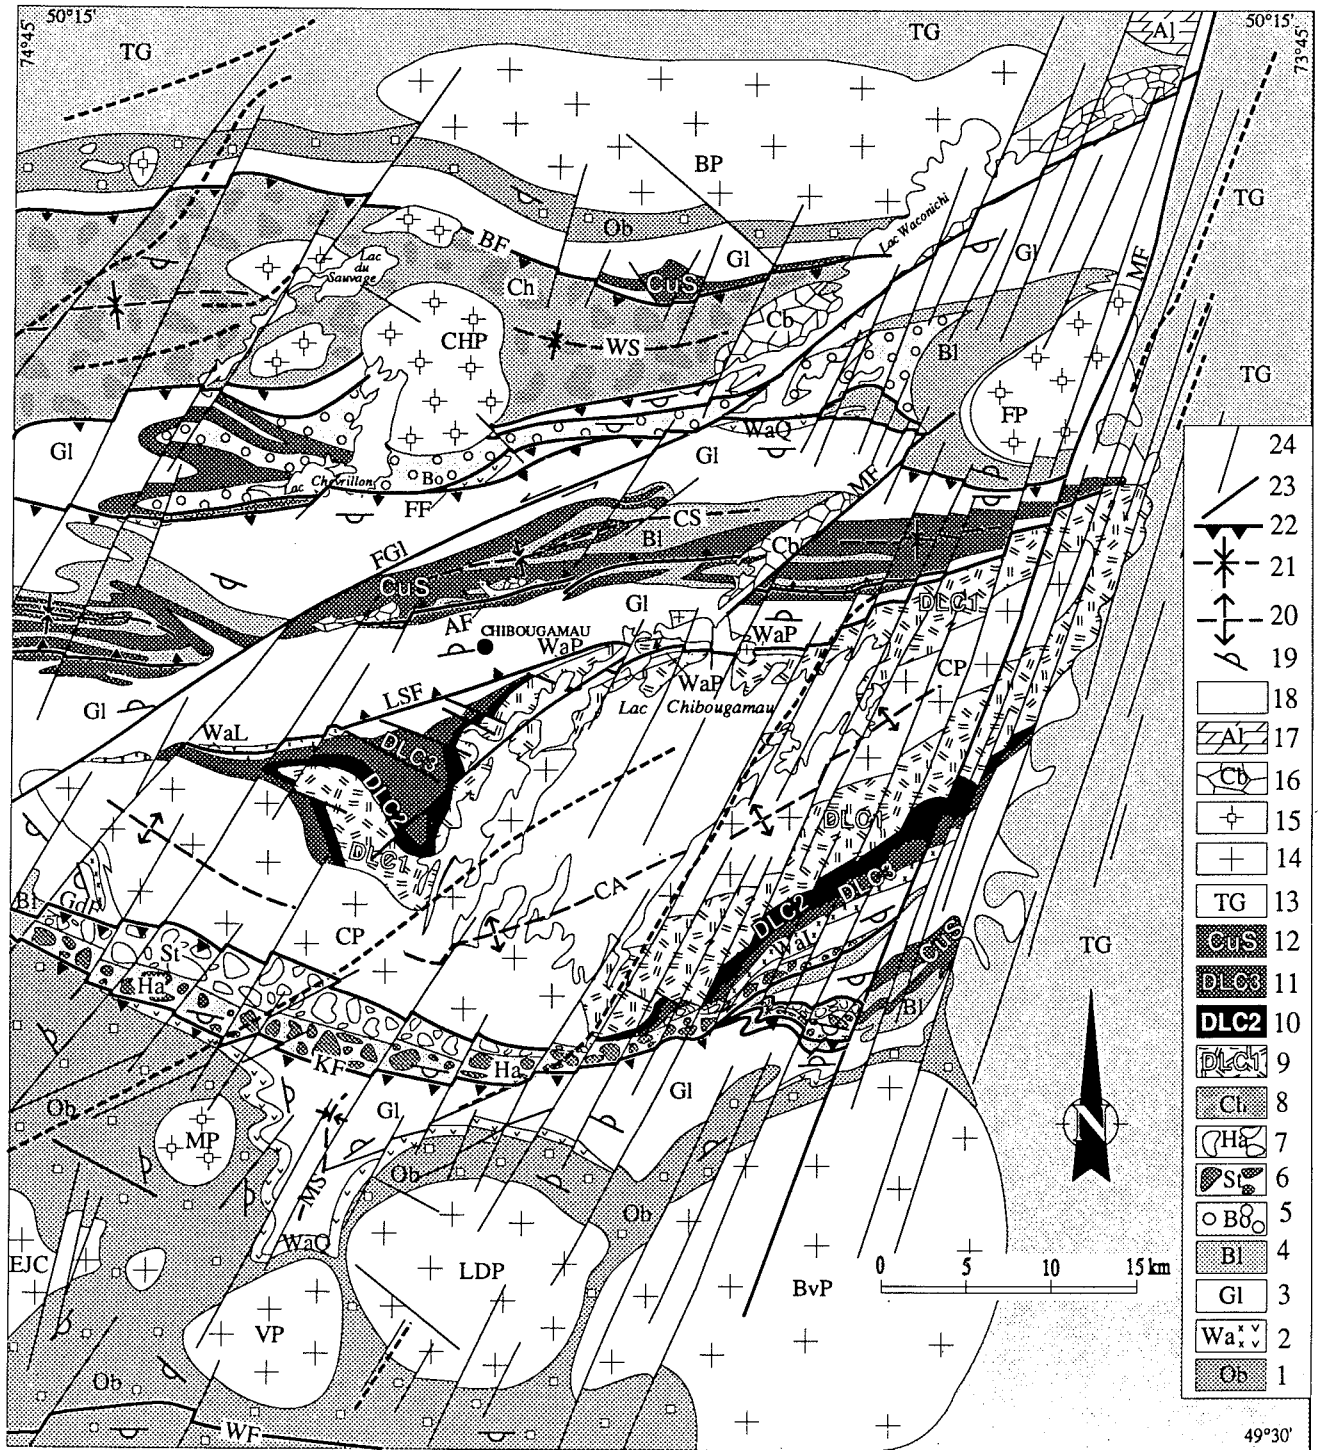 50°15'
74°45'
TG
TG
50°15'
73°45'
Al
BP
TG
Ob
Lac Waconichi
BF
Gl
Gl
MF
Lac
du
Sauvage
CuS
Ch
CHP
WS
Cb
Bl
TG
FP
WaQ
Gl
Gl
Bo
Lac Chevrillon
FF
MF
CS
Bl
Cb
FGl
CuS
Gl
DLC1
AF
CHIBOUGAMAU
WaP
WaP
WaP
CP
Lac Chibougamau
LSF
Gl
WaL
DLC3
DLC2
DLC1
DLC1
CA
Bl
CP
DLC3
DLC2
WaL
CuS
TG
St
Ha
Bl
KF
Ha
Gl
Gl
Ob
MP
MS
Ob
Ob
WaO
EJC
LDP
VP
BvP
Ob
WF
N
0 5 10 15 km
24
23
22
21
20
19
18
Al 17
Cb 16
15
14
TG 13
CuS 12
DLC3 11
DLC2 10
DLC1 9
Ch 8
Ha 7
St 6
Bo 5
Bl 4
Gl 3
Wa 2
Ob 1
49°30'